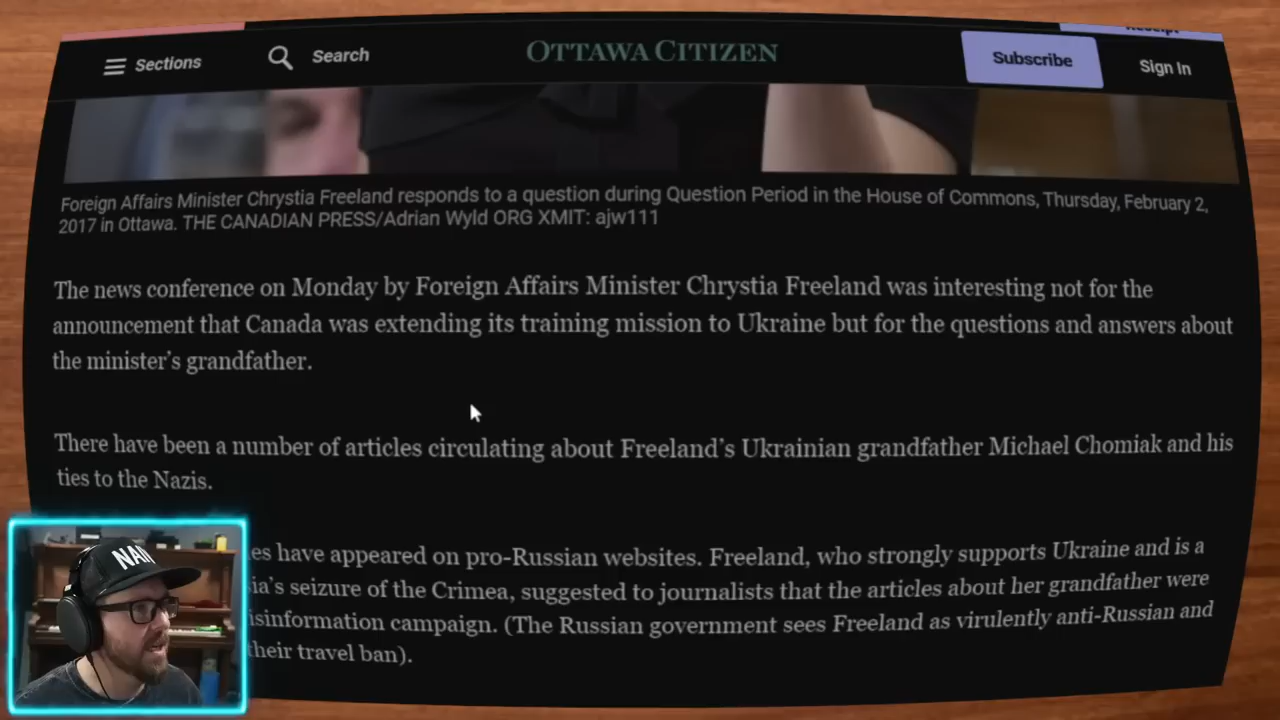 Sections
Search
OTTAWA CITIZEN
Subscribe
Sign In
Foreign Affairs Minister Chrystia Freeland responds to a question during Question Period in the House of Commons, Thursday, February 2,
2017 in Ottawa. THE CANADIAN PRESS/Adrian Wyld ORG XMIT: ajw111
The news conference on Monday by Foreign Affairs Minister Chrystia Freeland was interesting not for the
announcement that Canada was extending its training mission to Ukraine but for the questions and answers about
the minister's grandfather.
There have been a number of articles circulating about Freeland's Ukrainian grandfather Michael Chomiak and his
ties to the Nazis.
have appeared on pro-Russian websites. Freeland, who strongly supports Ukraine and is a
seizure of the Crimea, suggested to journalists that the articles about her grandfather were
campaign. (The Russian government sees Freeland as virulently anti-Russian and
their travel ban).